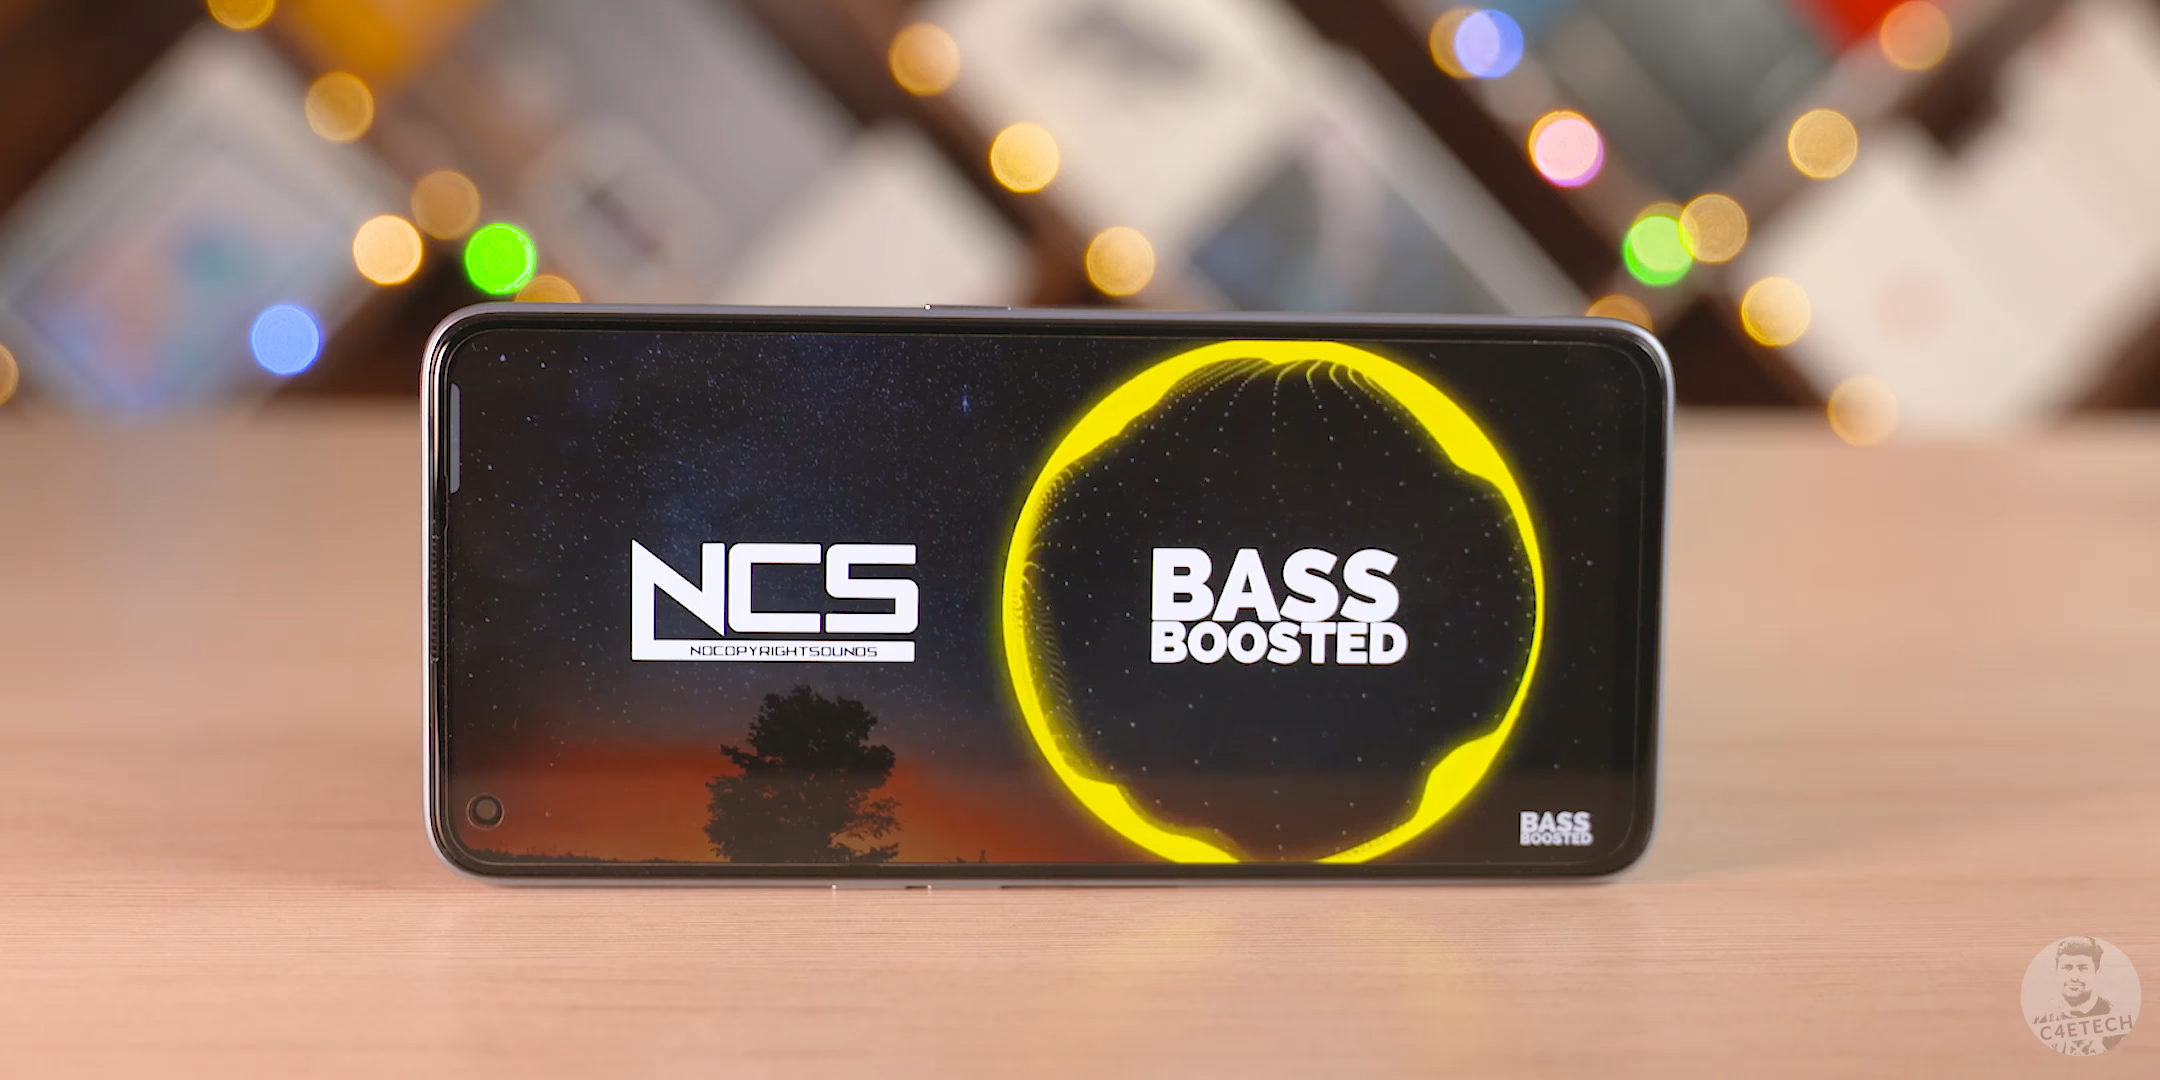 NCS
NOCOPYRIGHTSOUNDS
BASS
BOOSTED
BASS
BOOSTED
C4ETECH